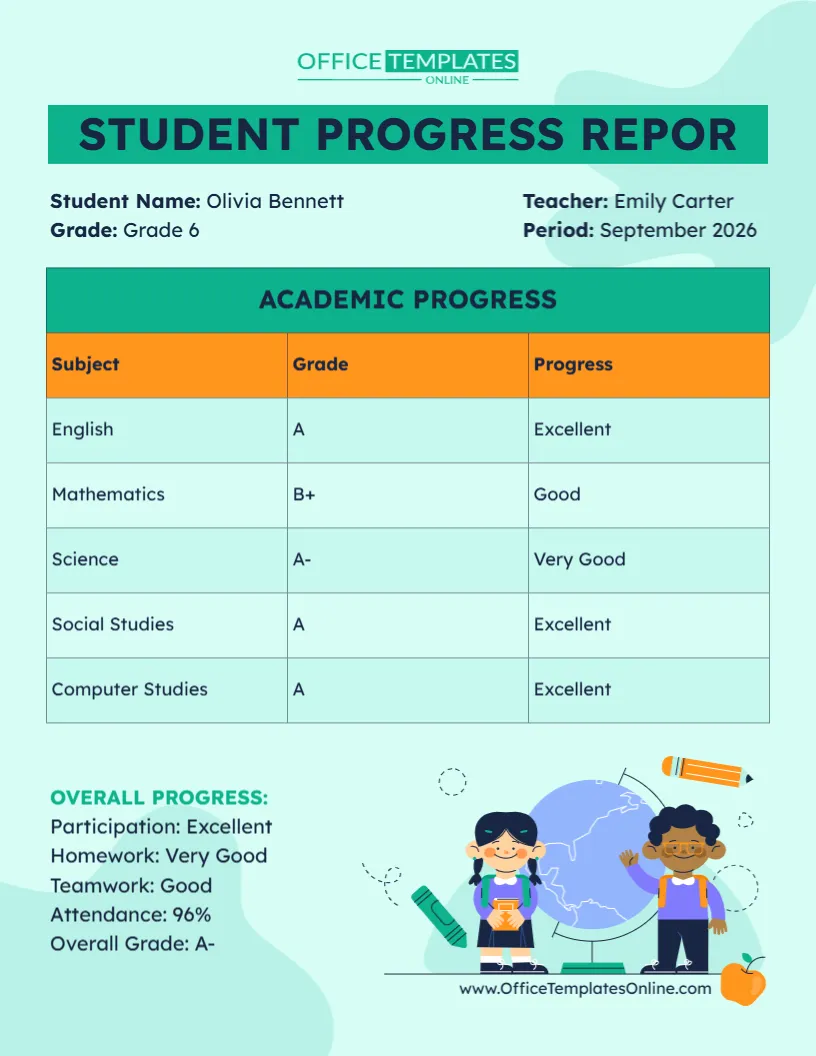 OFFICE TEMPLATES
ONLINE
STUDENT PROGRESS REPOR
Student Name: Olivia Bennett
Teacher: Emily Carter
Grade: Grade 6
Period: September 2026
ACADEMIC PROGRESS
Subject Grade Progress
English A Excellent
Mathematics B+ Good
Science A- Very Good
Social Studies A Excellent
Computer Studies A Excellent
OVERALL PROGRESS:
Participation: Excellent
Homework: Very Good
Teamwork: Good
Attendance: 96%
Overall Grade: A-
www.OfficeTemplatesOnline.com